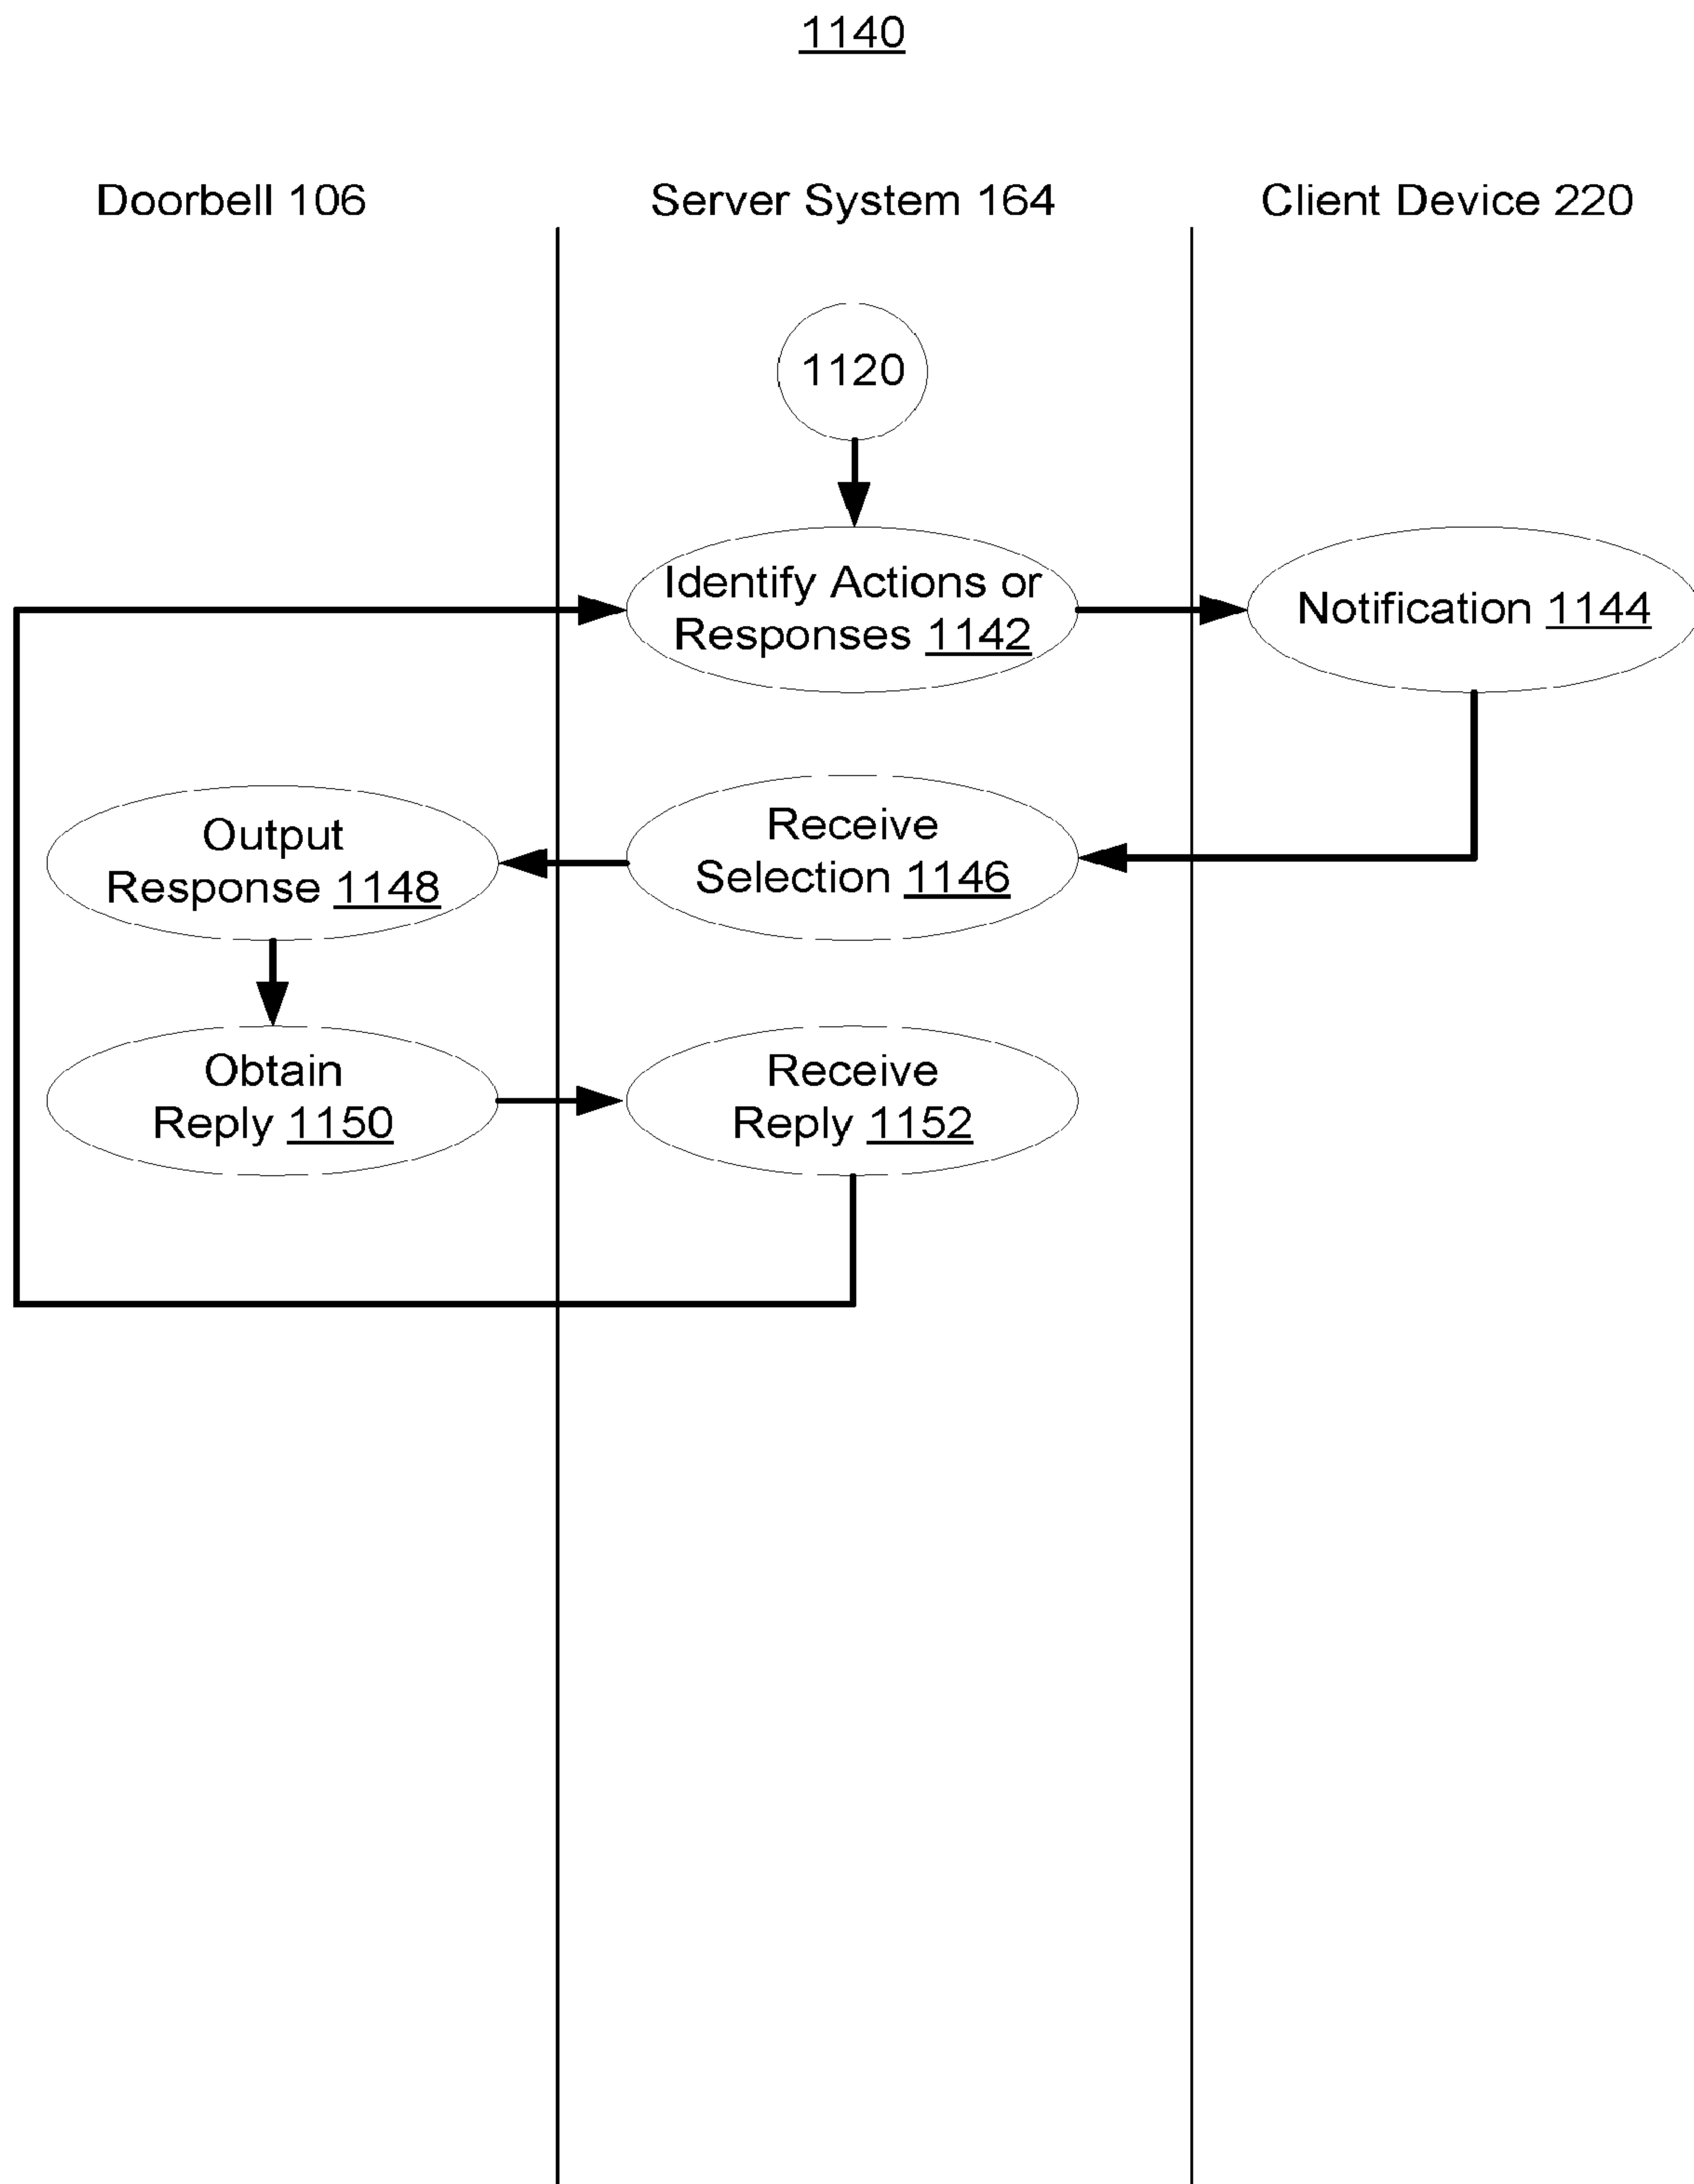 1140
Doorbell 106
Server System 164
Client Device 220
1120
Identify Actions or
Responses 1142
Notification 1144
Output
Response 1148
Receive
Selection 1146
Obtain
Reply 1150
Receive
Reply 1152